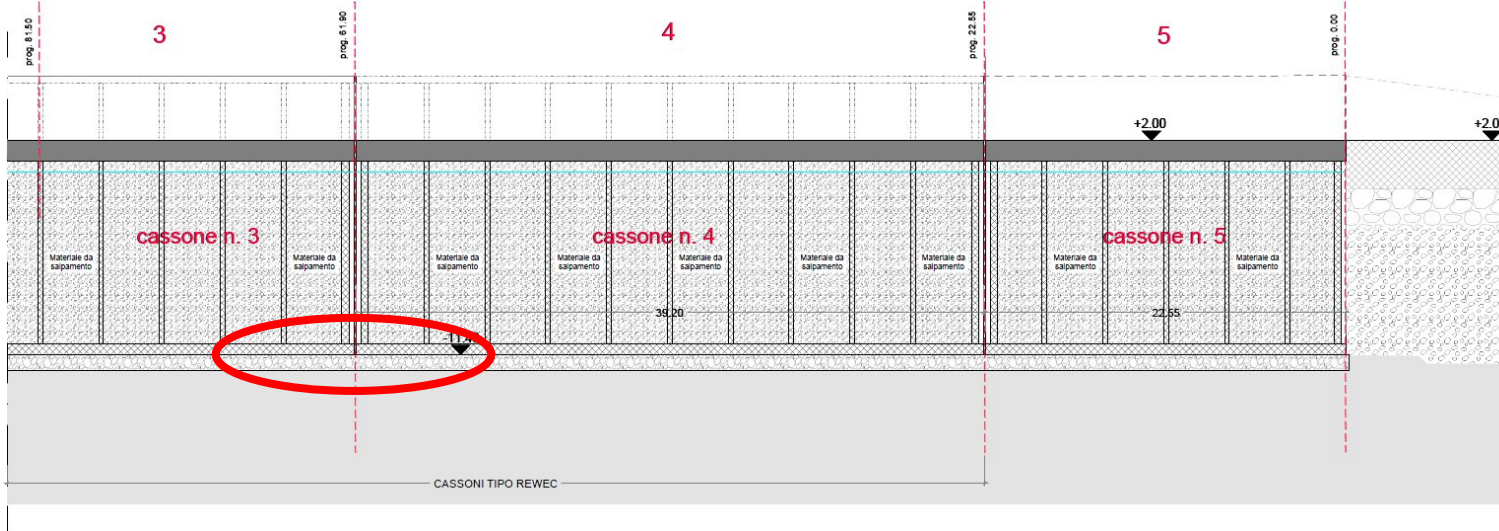 prog. 81.50
3
prog. 61.90
4
prog. 22.55
5
prog. 0.00
+2.00
+2.0
cassone n. 3
cassone n. 4
cassone n. 5
Materiale da
salpamento
Materiale da
salpamento
Materiale da
salpamento
Materiale da
salpamento
Materiale da
salpamento
Materiale da
salpamento
Materiale da
salpamento
Materiale da
salpamento
Materiale da
salpamento
39.20
22.55
CASSONI TIPO REWEC